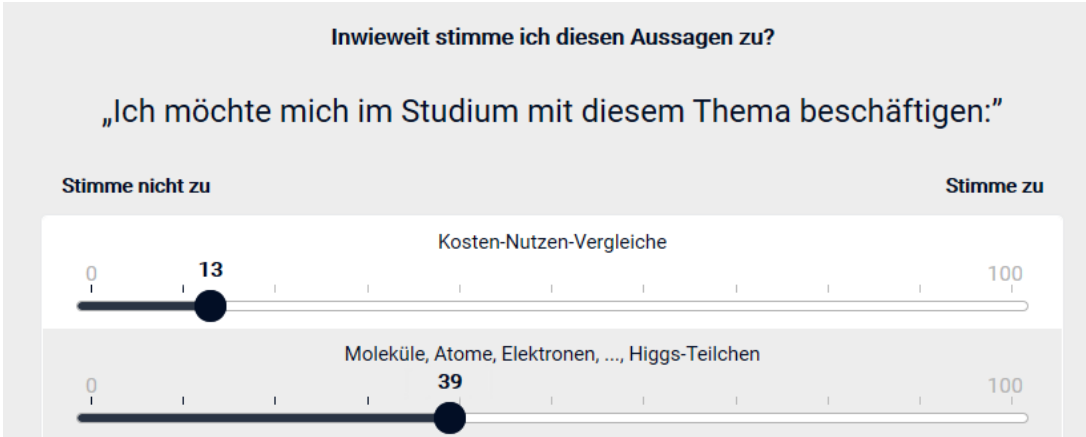 Inwieweit stimme ich diesen Aussagen zu?
„Ich möchte mich im Studium mit diesem Thema beschäftigen:”
Stimme nicht zu Stimme zu
Kosten-Nutzen-Vergleiche
0 13 100
Moleküle, Atome, Elektronen, ..., Higgs-Teilchen
0 39 100